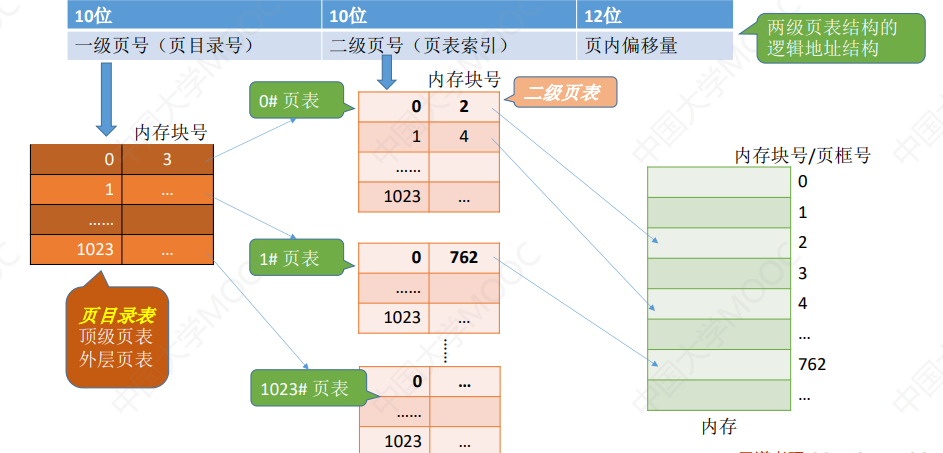 10位 10位 12位
一级页号（页目录号） 二级页号（页表索引） 页内偏移量
两级页表结构的
逻辑地址结构
内存块号
0# 页表
二级页表
0 2
1 4
...... 
1023 ...
内存块号
0 3
1 ...
......
1023 ...
内存块号/页框号
0
1
2
3
4
...
762
...
内存
1# 页表
0 762
......
1023 ...
页目录表
顶级页表
外层页表
......
1023# 页表
0 ...
......
1023 ...
中国大学MOOC